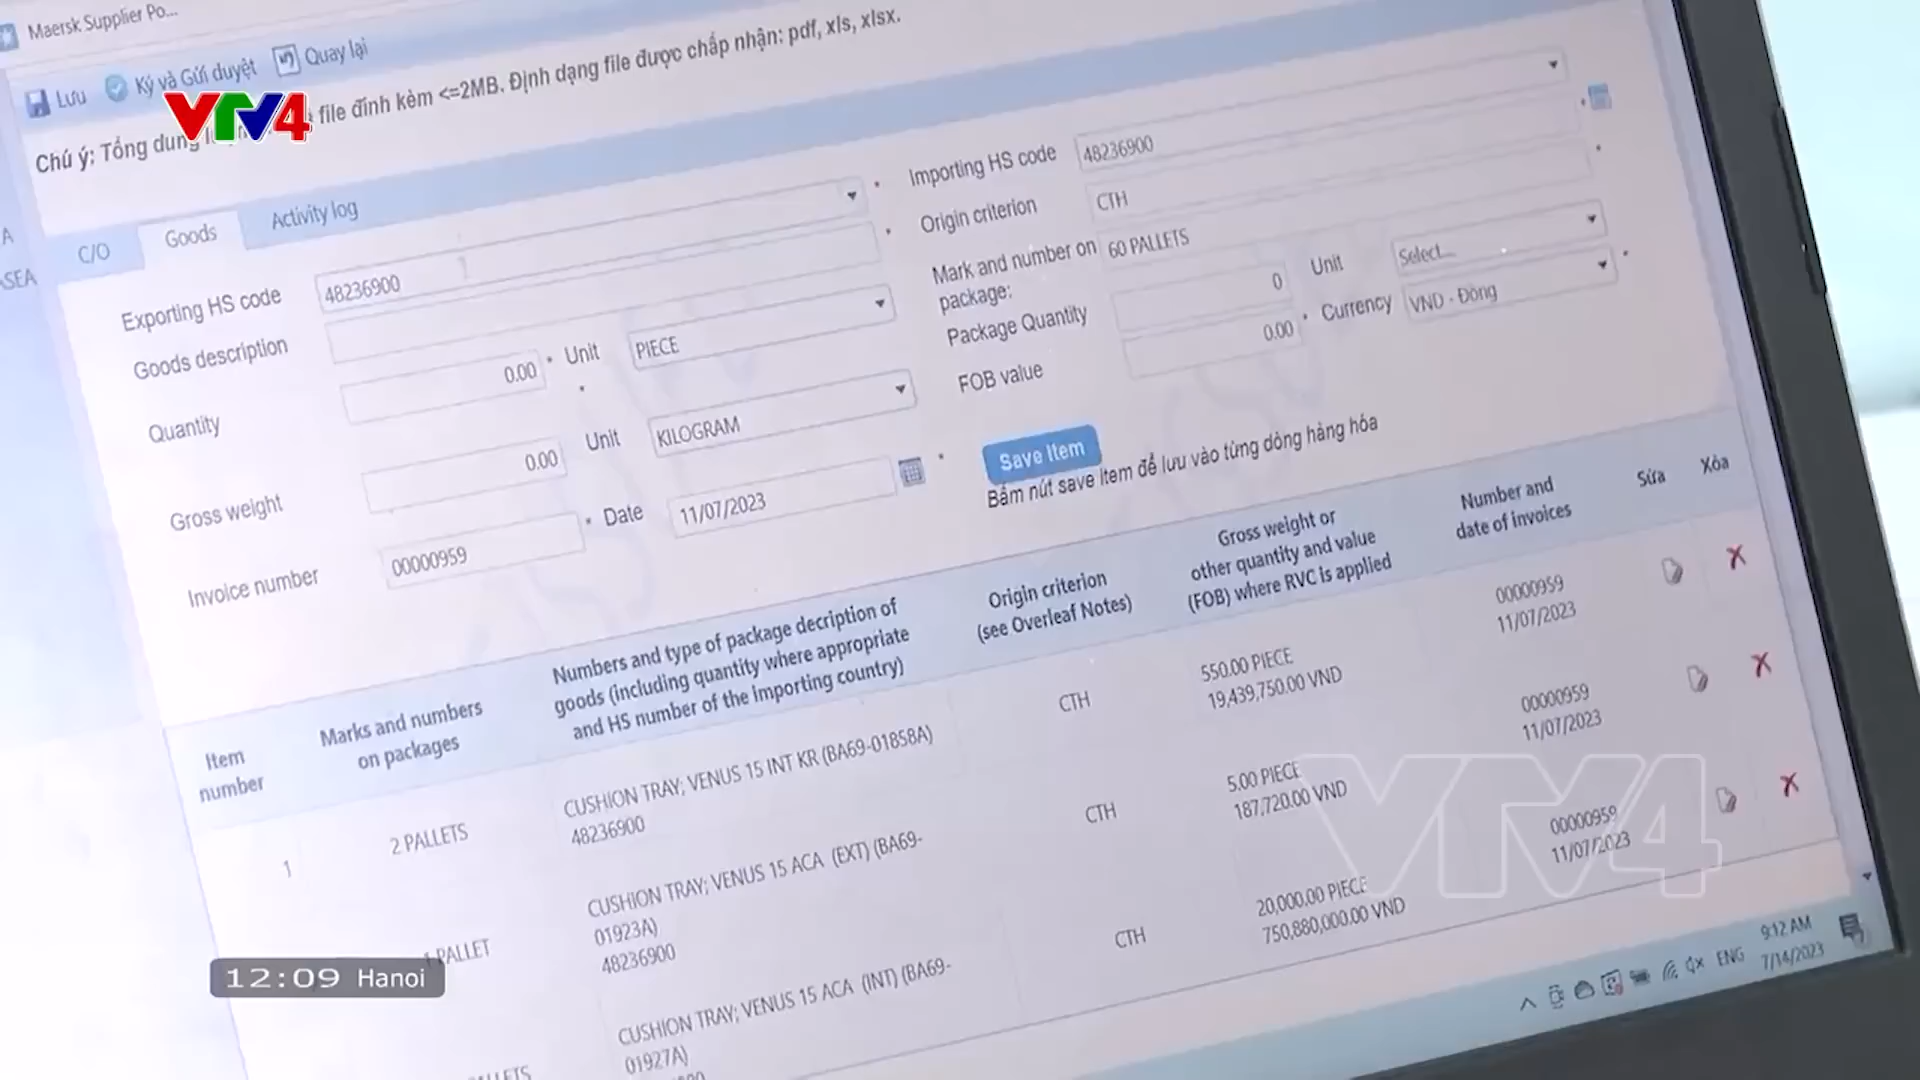 Maersk Supplier Po...
Lưu
Ký và Gửi duyệt
Quay lại
Chú ý: Tổng dung
file đính kèm <=2MB. Định dạng file được chấp nhận: pdf, xls, xlsx.
VTV4
C/O
Goods
Activity log
Exporting HS code
48236900
Importing HS code
48236900
Goods description
Origin criterion
CTH
Mark and number on
package:
60 PALLETS
Quantity
0.00
Unit
PIECE
Package Quantity
0
Unit
Select...
Gross weight
0.00
Unit
KILOGRAM
FOB value
0.00
Currency
VND - Đồng
Invoice number
00000959
Date
11/07/2023
Save Item
Bấm nút save item để lưu vào từng dòng hàng hóa
Item
number
Marks and numbers
on packages
Numbers and type of package decription of
goods (including quantity where appropriate
and HS number of the importing country)
Origin criterion
(see Overleaf Notes)
Gross weight or
other quantity and value
(FOB) where RVC is applied
Number and
date of invoices
Sửa
Xóa
1
2 PALLETS
CUSHION TRAY; VENUS 15 INT KR (BA69-01858A)
48236900
CTH
550.00 PIECE
19,439,750.00 VND
00000959
11/07/2023
PALLET
CUSHION TRAY; VENUS 15 ACA (EXT) (BA69-
01923A)
48236900
CTH
5.00 PIECE
187,720.00 VND
00000959
11/07/2023
CUSHION TRAY; VENUS 15 ACA (INT) (BA69-
01927A)
CTH
20,000.00 PIECE
750,880,000.00 VND
00000959
11/07/2023
VTV4
12:09 Hanoi
ENG
9:12 AM
7/14/2023